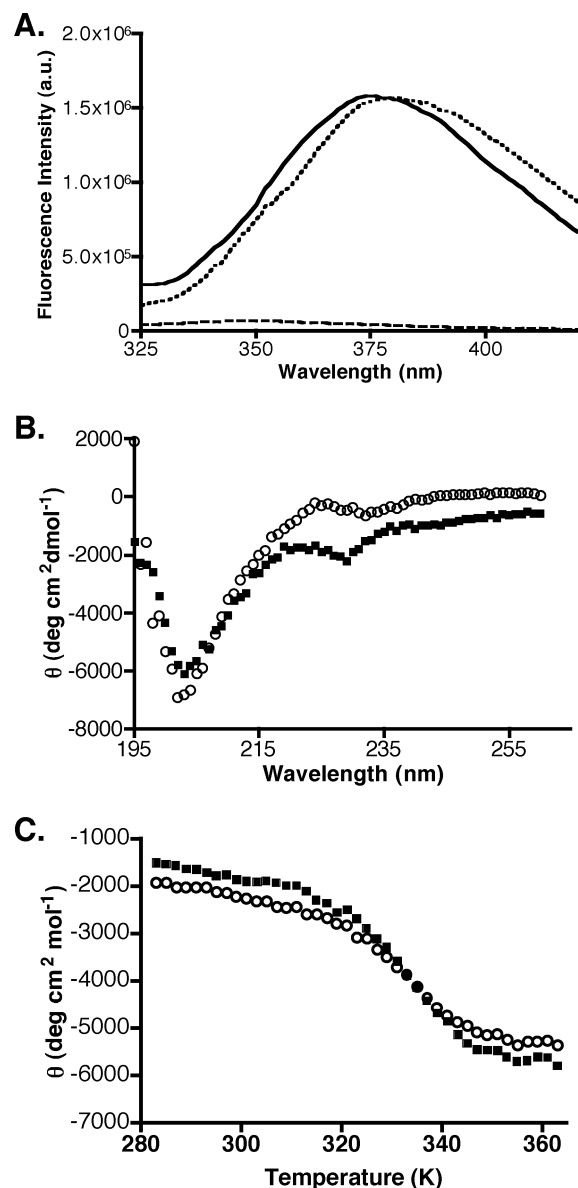 A.
Fluorescence Intensity (a.u.)
2.0x10⁶
1.5x10⁶
1.0x10⁶
5.0x10⁵
0
325 350 375 400
Wavelength (nm)
B.
θ (deg cm²dmol⁻¹)
2000
0
-2000
-4000
-6000
-8000
195 215 235 255
Wavelength (nm)
C.
θ (deg cm² mol⁻¹)
-1000
-2000
-3000
-4000
-5000
-6000
-7000
280 300 320 340 360
Temperature (K)